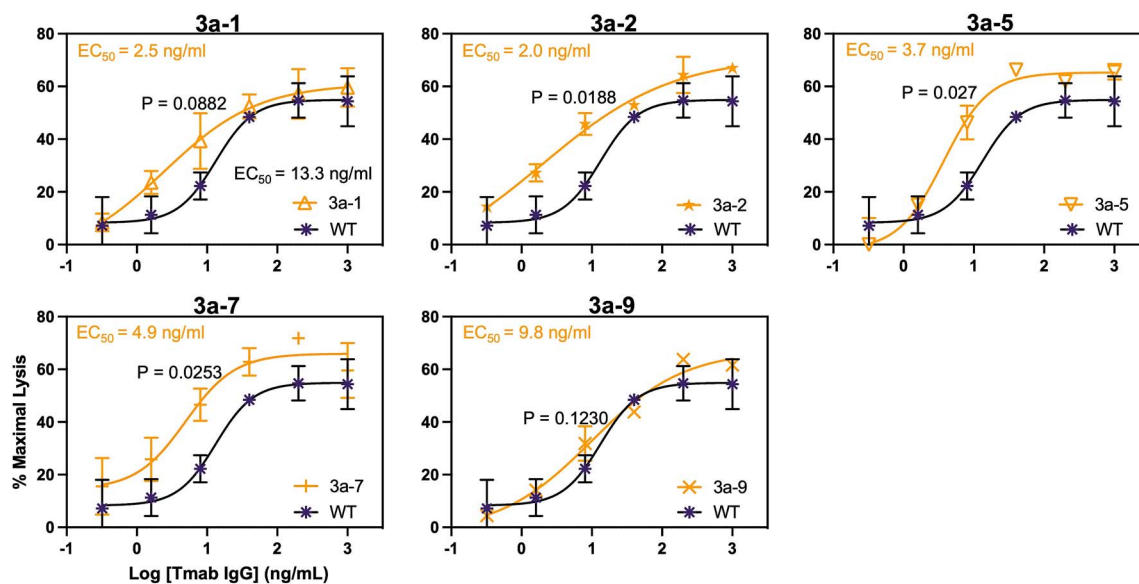 3a-1
80
60
40
20
0
-1
0
1
2
3
EC50 = 2.5 ng/ml
P = 0.0882
EC50 = 13.3 ng/ml
3a-1
WT
3a-2
80
60
40
20
0
-1
0
1
2
3
EC50 = 2.0 ng/ml
P = 0.0188
3a-2
WT
3a-5
80
60
40
20
0
-1
0
1
2
3
EC50 = 3.7 ng/ml
P = 0.027
3a-5
WT
3a-7
% Maximal Lysis
80
60
40
20
0
-1
0
1
2
3
EC50 = 4.9 ng/ml
P = 0.0253
3a-7
WT
Log [Tmab IgG] (ng/mL)
3a-9
80
60
40
20
0
-1
0
1
2
3
EC50 = 9.8 ng/ml
P = 0.1230
3a-9
WT